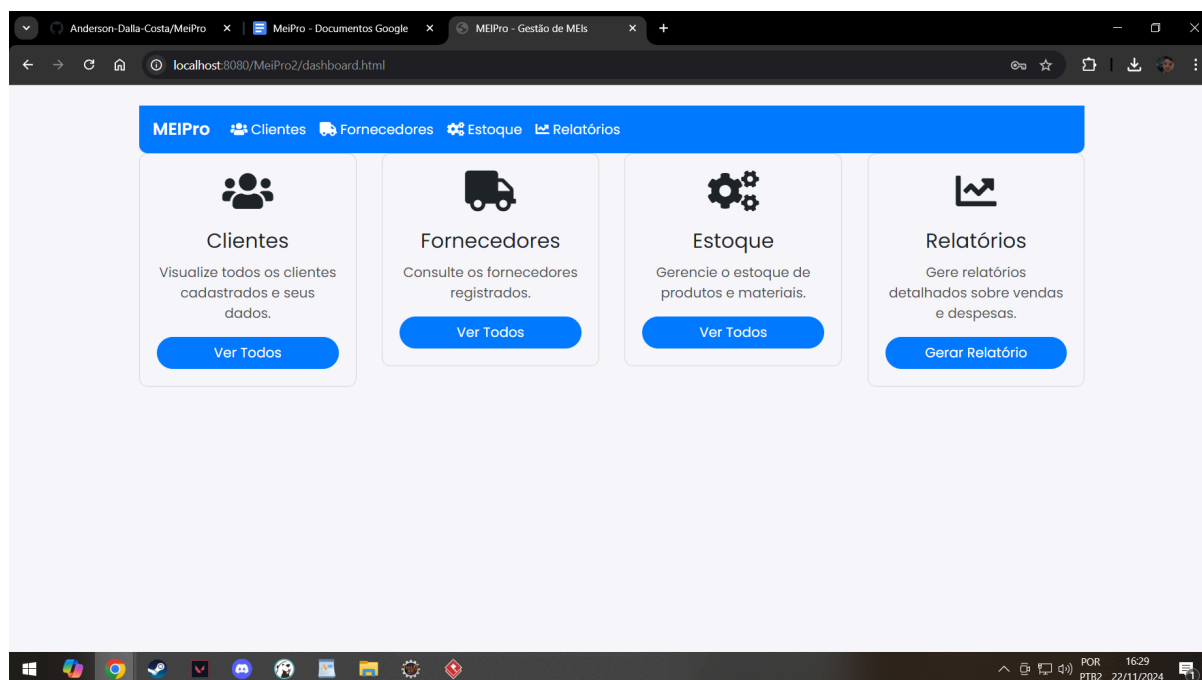 Anderson-Dalla-Costa/MeiPro
MeiPro - Documentos Google
MEIPro - Gestão de MEIs
localhost:8080/MeiPro2/dashboard.html
MEIPro Clientes Fornecedores Estoque Relatórios
Clientes
Visualize todos os clientes
cadastrados e seus
dados.
Ver Todos
Fornecedores
Consulte os fornecedores
registrados.
Ver Todos
Estoque
Gerencie o estoque de
produtos e materiais.
Ver Todos
Relatórios
Gere relatórios
detalhados sobre vendas
e despesas.
Gerar Relatório
POR
PTB2
16:29
22/11/2024